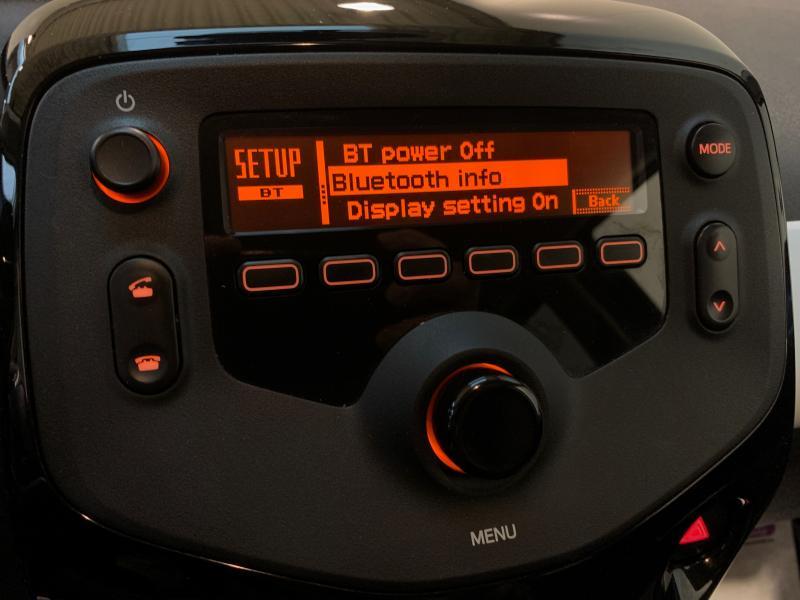 SETUP
BT
BT power Off
Bluetooth info
Display setting On
Back
MODE
MENU